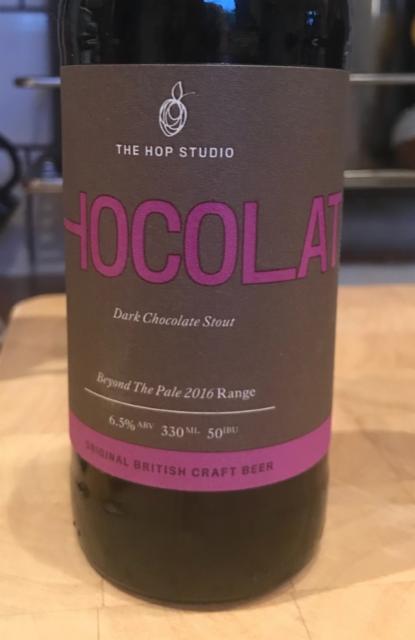 THE HOP STUDIO
HOCOLAT
Dark Chocolate Stout
Beyond The Pale 2016 Range
6.5% ABV 330 ML 50 IBU
ORIGINAL BRITISH CRAFT BEER